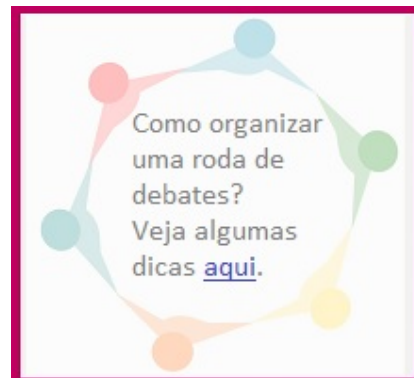 Como organizar
uma roda de
debates?
Veja algumas
dicas aqui.